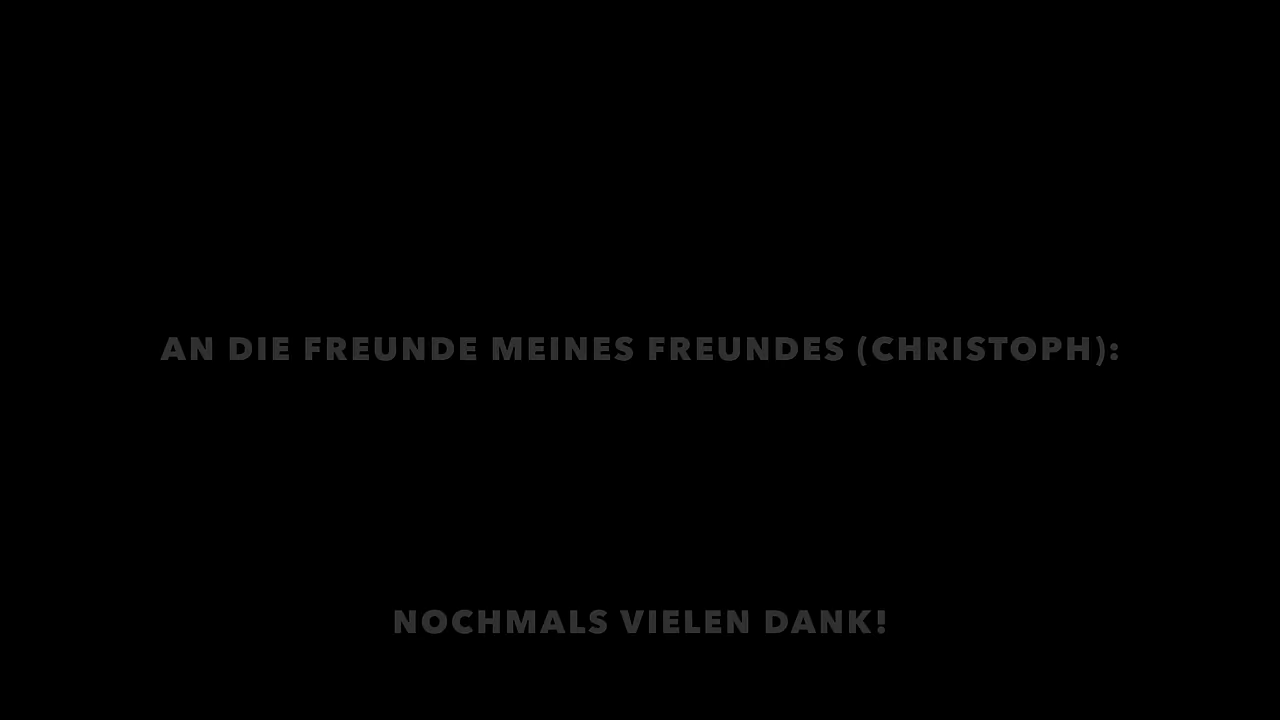 AN DIE FREUNDE MEINES FREUNDES (CHRISTOPH):
NOCHMALS VIELEN DANK!